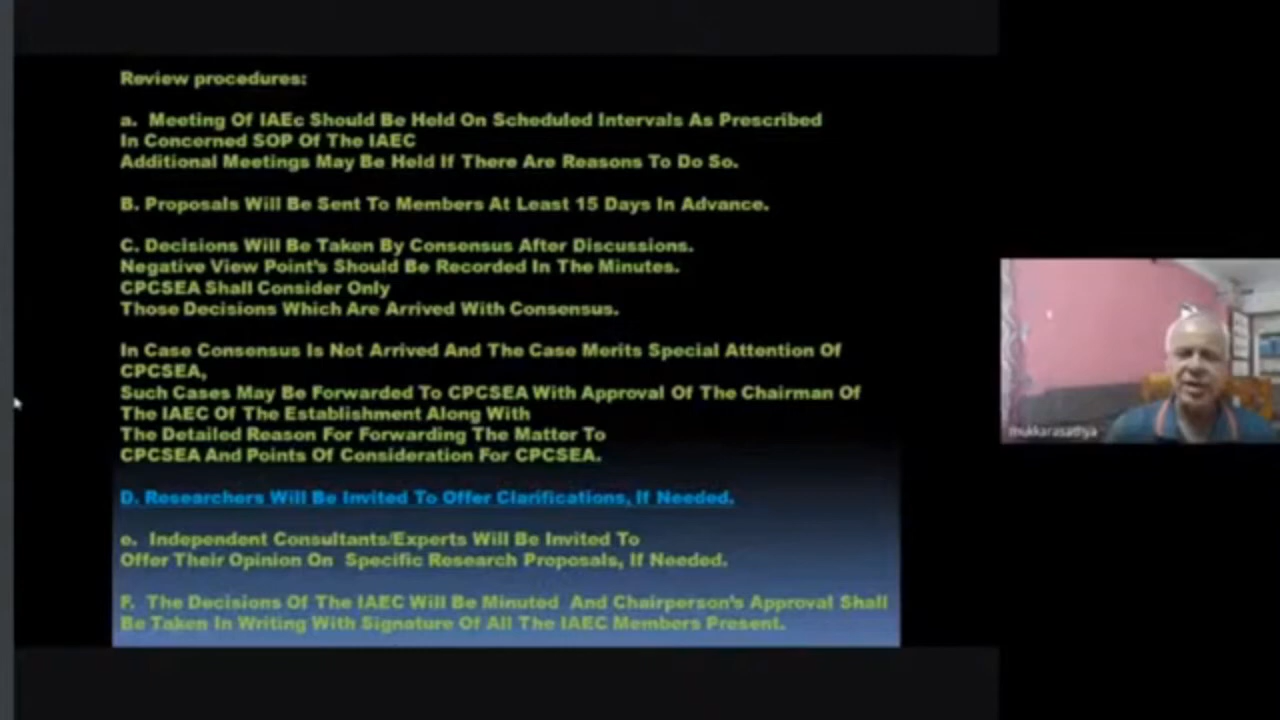 Review procedures:
a. Meeting Of IAEc Should Be Held On Scheduled Intervals As Prescribed
In Concerned SOP Of The IAEC
Additional Meetings May Be Held If There Are Reasons To Do So.
B. Proposals Will Be Sent To Members At Least 15 Days In Advance.
C. Decisions Will Be Taken By Consensus After Discussions.
Negative View Point's Should Be Recorded In The Minutes.
CPCSEA Shall Consider Only
Those Decisions Which Are Arrived With Consensus.
In Case Consensus Is Not Arrived And The Case Merits Special Attention Of
CPCSEA,
Such Cases May Be Forwarded To CPCSEA With Approval Of The Chairman Of
The IAEC Of The Establishment Along With
The Detailed Reason For Forwarding The Matter To
CPCSEA And Points Of Consideration For CPCSEA.
D. Researchers Will Be Invited To Offer Clarifications, If Needed.
e. Independent Consultants/Experts Will Be Invited To
Offer Their Opinion On Specific Research Proposals, If Needed.
F. The Decisions Of The IAEC Will Be Minuted And Chairperson's Approval Shall
Be Taken In Writing With Signature Of All The IAEC Members Present.
mukkarasathya